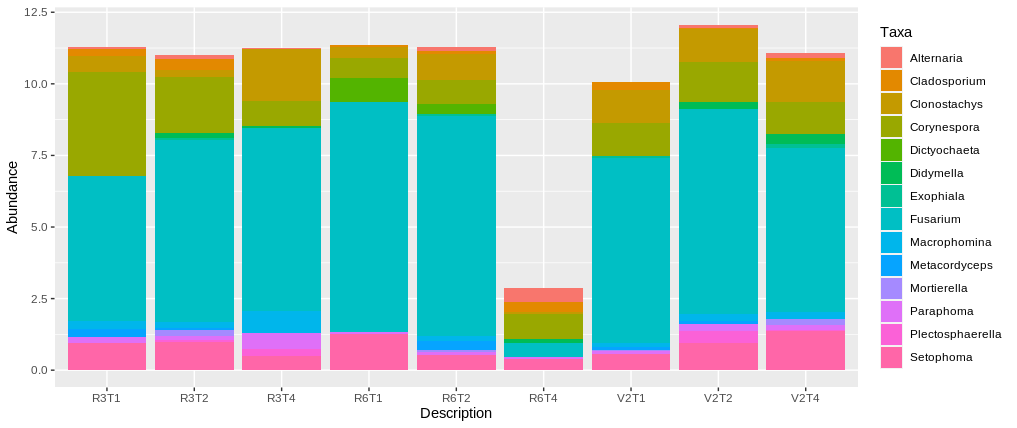 12.5
10.0
7.5
5.0
2.5
0.0
Abundance
R3T1 R3T2 R3T4 R6T1 R6T2 R6T4 V2T1 V2T2 V2T4
Description
Taxa
Alternaria
Cladosporium
Clonostachys
Corynespora
Dictyochaeta
Didymella
Exophiala
Fusarium
Macrophomina
Metacordyceps
Mortierella
Paraphoma
Plectosphaerella
Setophoma